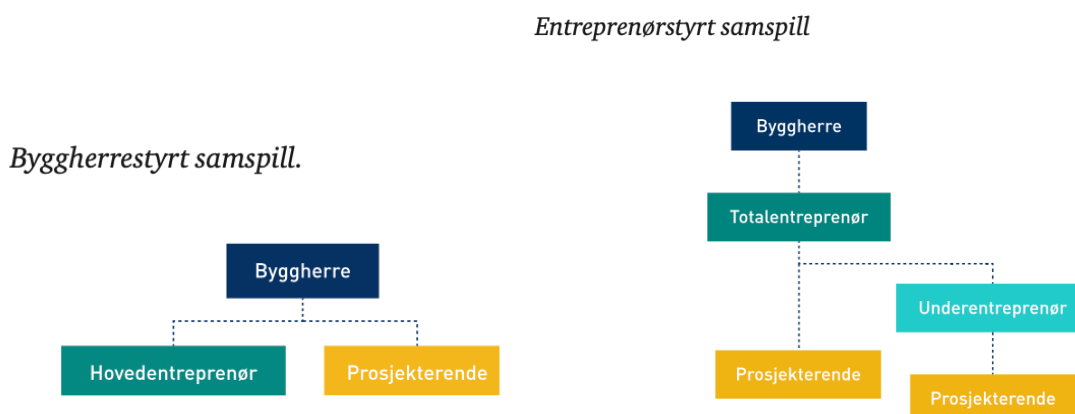 Entreprenørstyrt samspill
Byggherrestyrt samspill.
Byggherre
Hovedentreprenør
Prosjekterende
Byggherre
Totalentreprenør
Underentreprenør
Prosjekterende
Prosjekterende